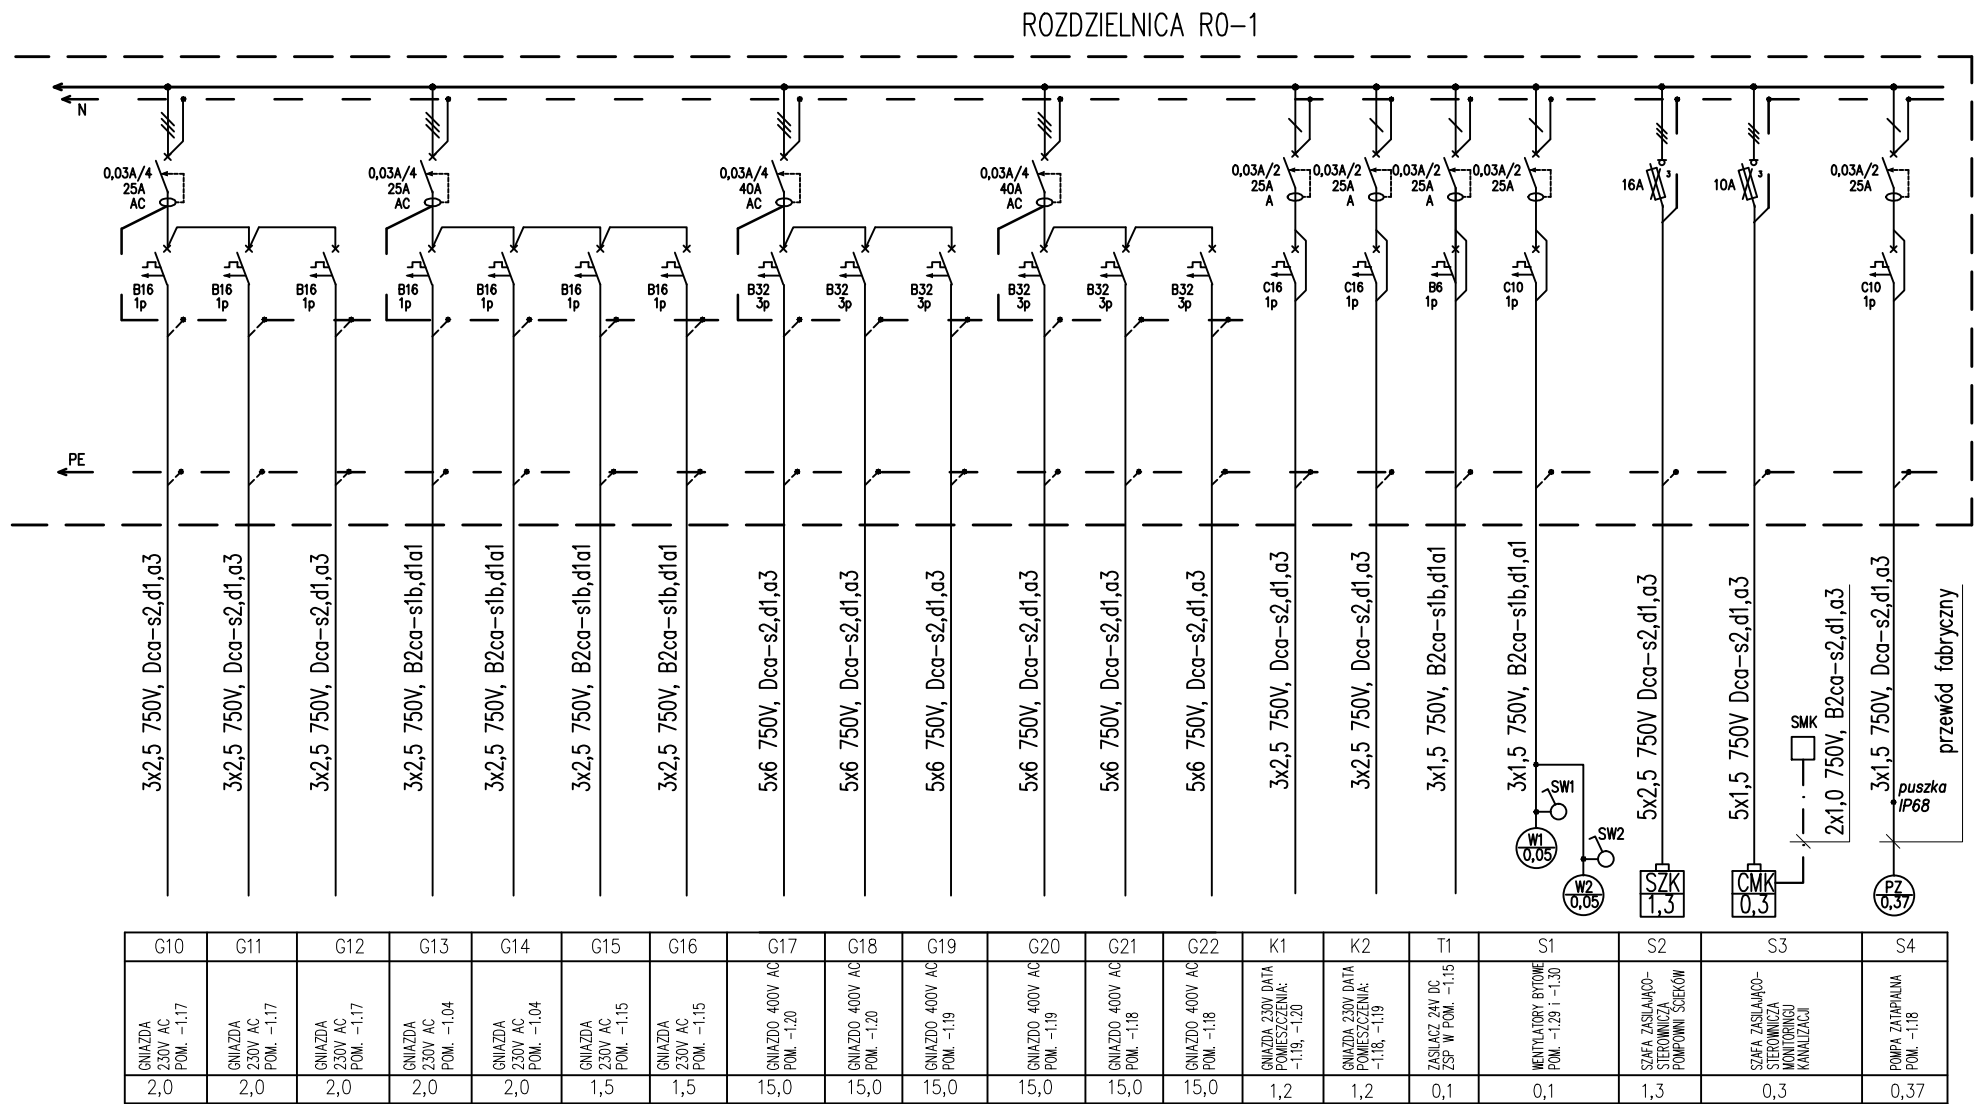 ROZDZIELNICA R0-1
N
0,03A/4
25A
AC
0,03A/4
25A
AC
0,03A/4
40A
AC
0,03A/4
40A
AC
0,03A/2
25A
A
0,03A/2
25A
A
0,03A/2
25A
A
0,03A/2
25A
16A
3
10A
3
0,03A/2
25A
B16
1p
B16
1p
B16
1p
B16
1p
B16
1p
B16
1p
B16
1p
B32
3p
B32
3p
B32
3p
B32
3p
B32
3p
B32
3p
C16
1p
C16
1p
B6
1p
C10
1p
C10
1p
PE
3x2,5 750V, Dca-s2,d1,a3
3x2,5 750V, Dca-s2,d1,a3
3x2,5 750V, Dca-s2,d1,a3
3x2,5 750V, B2ca-s1b,d1a1
3x2,5 750V, B2ca-s1b,d1a1
3x2,5 750V, B2ca-s1b,d1a1
3x2,5 750V, B2ca-s1b,d1a1
5x6 750V, Dca-s2,d1,a3
5x6 750V, Dca-s2,d1,a3
5x6 750V, Dca-s2,d1,a3
5x6 750V, Dca-s2,d1,a3
5x6 750V, Dca-s2,d1,a3
5x6 750V, Dca-s2,d1,a3
3x2,5 750V, Dca-s2,d1,a3
3x2,5 750V, Dca-s2,d1,a3
3x1,5 750V, B2ca-s1b,d1a1
3x1,5 750V, B2ca-s1b,d1,a1
5x2,5 750V Dca-s2,d1,a3
5x1,5 750V Dca-s2,d1,a3
2x1,0 750V, B2ca-s2,d1,a3
3x1,5 750V, Dca-s2,d1,a3
przewód fabryczny
SMK
puszka
IP68
SW1
SW2
W1
0,05
W2
0,05
SZK
1,3
CMK
0,3
PZ
0,37
G10 G11 G12 G13 G14 G15 G16 G17 G18 G19 G20 G21 G22 K1 K2 T1 S1 S2 S3 S4
GNIAZDA
230V AC
POM. -1.17
GNIAZDA
230V AC
POM. -1.17
GNIAZDA
230V AC
POM. -1.17
GNIAZDA
230V AC
POM. -1.04
GNIAZDA
230V AC
POM. -1.04
GNIAZDA
230V AC
POM. -1.15
GNIAZDA
230V AC
POM. -1.15
GNIAZDO 400V AC
POM. -1.20
GNIAZDO 400V AC
POM. -1.20
GNIAZDO 400V AC
POM. -1.19
GNIAZDO 400V AC
POM. -1.19
GNIAZDO 400V AC
POM. -1.18
GNIAZDO 400V AC
POM. -1.18
GNIAZDA 230V DATA
POMIESZCZENIA:
-1.19, -1.20
GNIAZDA 230V DATA
POMIESZCZENIA:
-1.18, -1.19
ZASILACZ 24V DC
ZSP W POM. -1.15
WENTYLATORY BYTOWE
POM. -1.29 i -1.30
SZAFA ZASILAJĄCO-
STEROWNICZA
POMPOWNI ŚCIEKÓW
SZAFA ZASILAJĄCO-
STEROWNICZA
MONITORINGU
KANALIZACJI
POMPA ZATAPIALNA
POM. -1.18
2,0 2,0 2,0 2,0 2,0 1,5 1,5 15,0 15,0 15,0 15,0 15,0 15,0 1,2 1,2 0,1 0,1 1,3 0,3 0,37